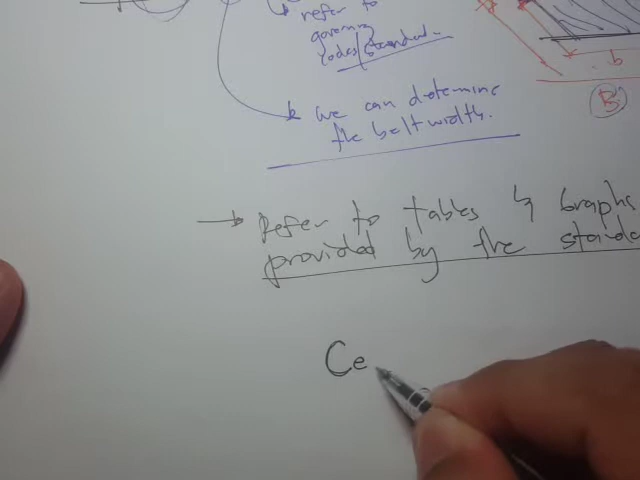 refer to
governing
codes/standard.
b
B
we can determine
the belt width.
Refer to tables & Graphs
provided by the standa
Ce